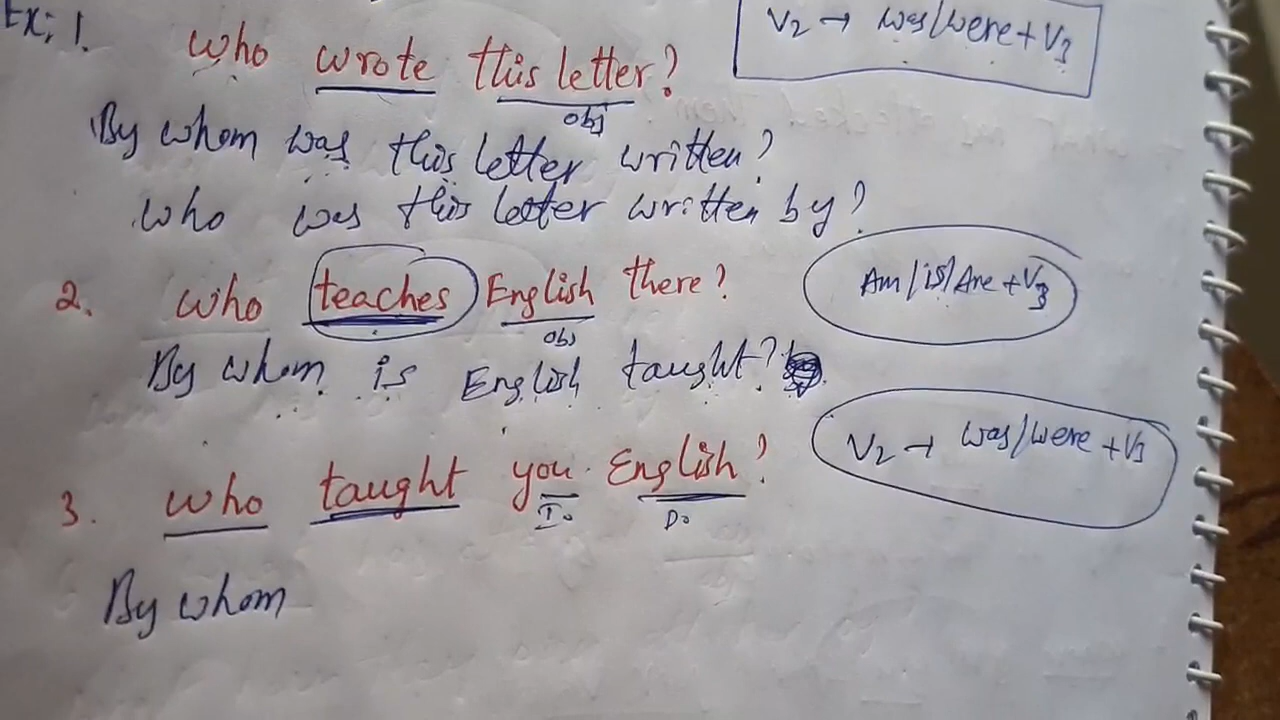 Ex; 1.
V2 → was/were + V3
Who wrote this letter?
obj
By whom was this letter written?
who was this letter written by?
2. who teaches English there?
Am/is/Are + V3
obj
By whom is English taught?
3. who taught you English?
V2 → was/were + V3
I. D.
By whom